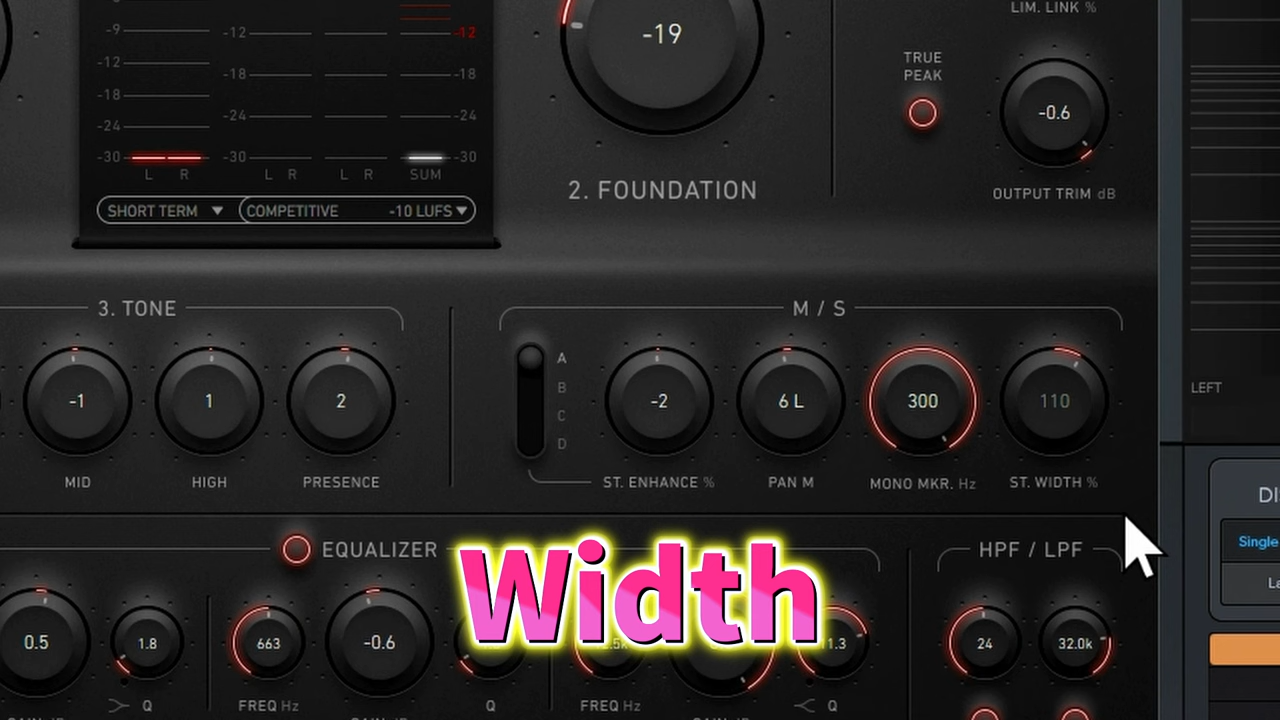 LIM. LINK %
-9
-12
-18
-24
-30
L R
-12
-18
-24
-30
L R
L R
SUM
-12
-18
-24
-30
SHORT TERM
COMPETITIVE -10 LUFS
-19
2. FOUNDATION
TRUE
PEAK
-0.6
OUTPUT TRIM dB
LEFT
3. TONE
-1
1
2
MID
HIGH
PRESENCE
M / S
A
B
C
D
-2
6 L
300
110
ST. ENHANCE %
PAN M
MONO MKR. Hz
ST. WIDTH %
Single
EQUALIZER
Width
HPF / LPF
0.5
1.8
663
-0.6
24
32.0k
Q
FREQ Hz
Q
FREQ Hz
Q